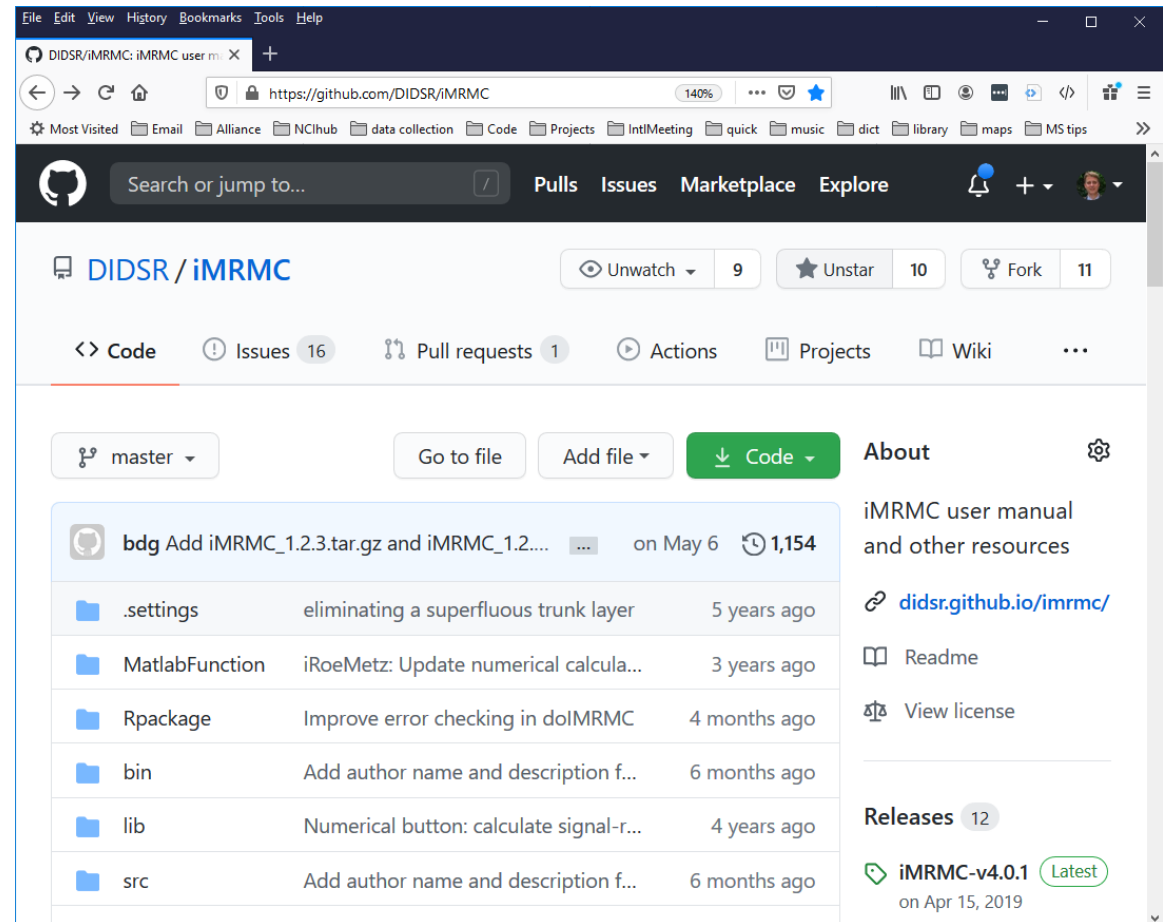 File Edit View History Bookmarks Tools Help
DIDSR/iMRMC: iMRMC user m
https://github.com/DIDSR/iMRMC 140%
Most Visited Email Alliance NCIhub data collection Code Projects IntlMeeting quick music dict library maps MS tips
Search or jump to... / Pulls Issues Marketplace Explore
DIDSR / iMRMC Unwatch 9 Unstar 10 Fork 11
Code Issues 16 Pull requests 1 Actions Projects Wiki ...
master Go to file Add file Code About
iMRMC user manual
and other resources
bdg Add iMRMC_1.2.3.tar.gz and iMRMC_1.2.... ... on May 6 1,154
.settings eliminating a superfluous trunk layer 5 years ago didsr.github.io/imrmc/
MatlabFunction iRoeMetz: Update numerical calcula... 3 years ago Readme
Rpackage Improve error checking in doIMRMC 4 months ago View license
bin Add author name and description f... 6 months ago
lib Numerical button: calculate signal-r... 4 years ago Releases 12
src Add author name and description f... 6 months ago iMRMC-v4.0.1 Latest
on Apr 15, 2019